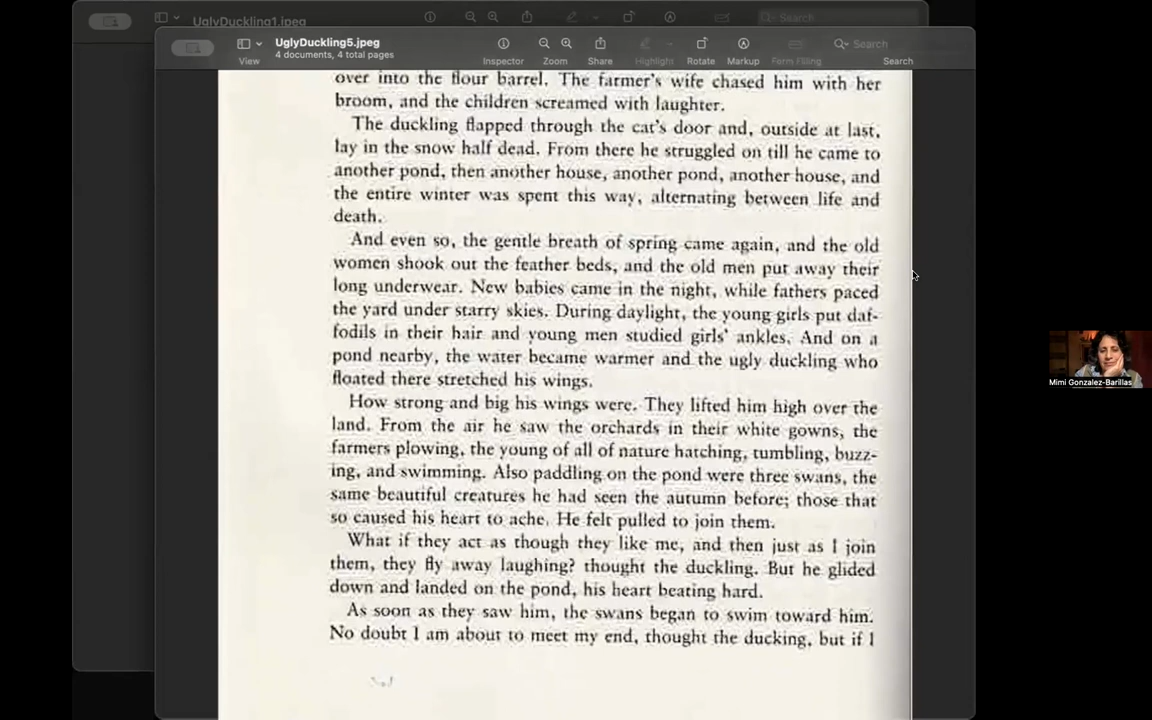 UglyDuckling1.jpeg
Search
UglyDuckling5.jpeg
4 documents, 4 total pages
Search
View
Inspector
Zoom
Share
Highlight
Rotate
Markup
Form Filling
Search
over into the flour barrel. The farmer's wife chased him with her
broom, and the children screamed with laughter.
The duckling flapped through the cat's door and, outside at last,
lay in the snow half dead. From there he struggled on till he came to
another pond, then another house, another pond, another house, and
the entire winter was spent this way, alternating between life and
death.
And even so, the gentle breath of spring came again, and the old
women shook out the feather beds, and the old men put away their
long underwear. New babies came in the night, while fathers paced
the yard under starry skies. During daylight, the young girls put daf-
fodils in their hair and young men studied girls' ankles. And on a
pond nearby, the water became warmer and the ugly duckling who
floated there stretched his wings.
How strong and big his wings were. They lifted him high over the
land. From the air he saw the orchards in their white gowns, the
farmers plowing, the young of all of nature hatching, tumbling, buzz-
ing, and swimming. Also paddling on the pond were three swans, the
same beautiful creatures he had seen the autumn before; those that
so caused his heart to ache. He felt pulled to join them.
What if they act as though they like me, and then just as I join
them, they fly away laughing? thought the duckling. But he glided
down and landed on the pond, his heart beating hard.
As soon as they saw him, the swans began to swim toward him.
No doubt I am about to meet my end, thought the ducking, but if I
Mimi Gonzalez-Barillas